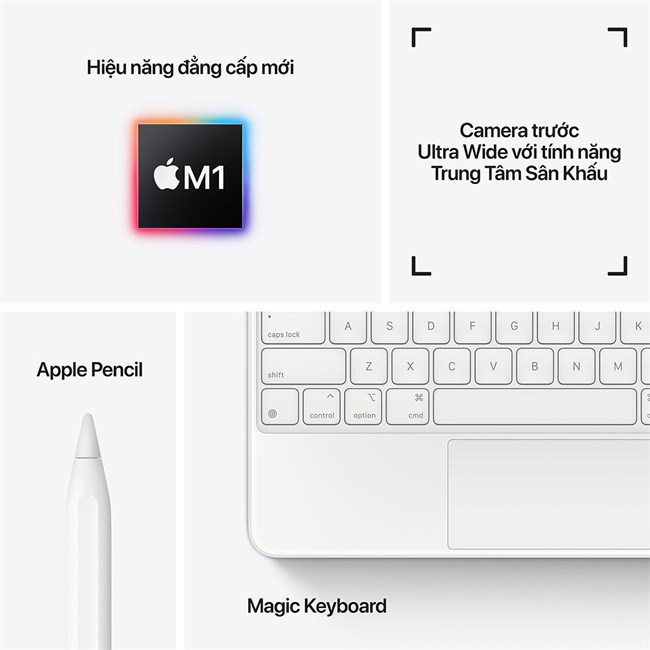 Hiệu năng đẳng cấp mới
M1
Camera trước
Ultra Wide với tính năng
Trung Tâm Sân Khấu
Apple Pencil
caps lock A S D F G H J K
shift Z X C V B N M
control option cmd
Magic Keyboard